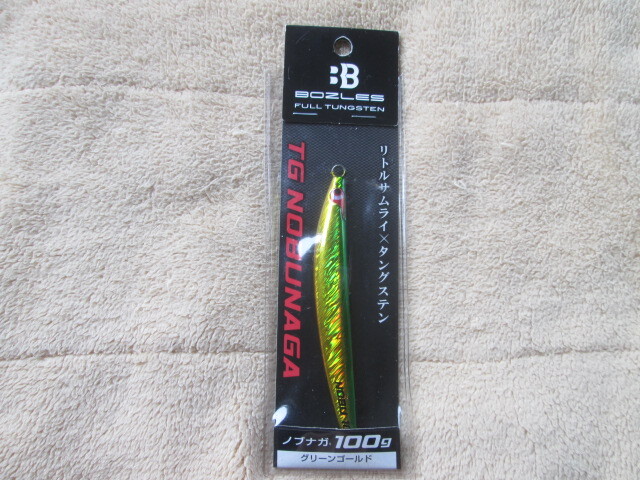 BB
BOZLES
FULL TUNGSTEN
TG NOBUNAGA
リトルサムライ×タングステン
ノブナガ 100g
グリーンゴールド